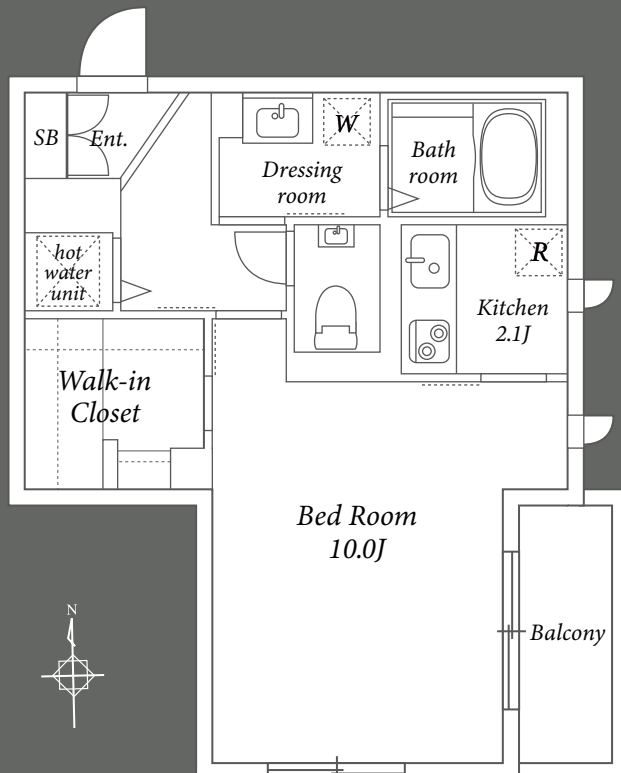 SB
Ent.
W
Dressing
room
Bath
room
hot
water
unit
R
Kitchen
2.1J
Walk-in
Closet
Bed Room
10.0J
Balcony
N